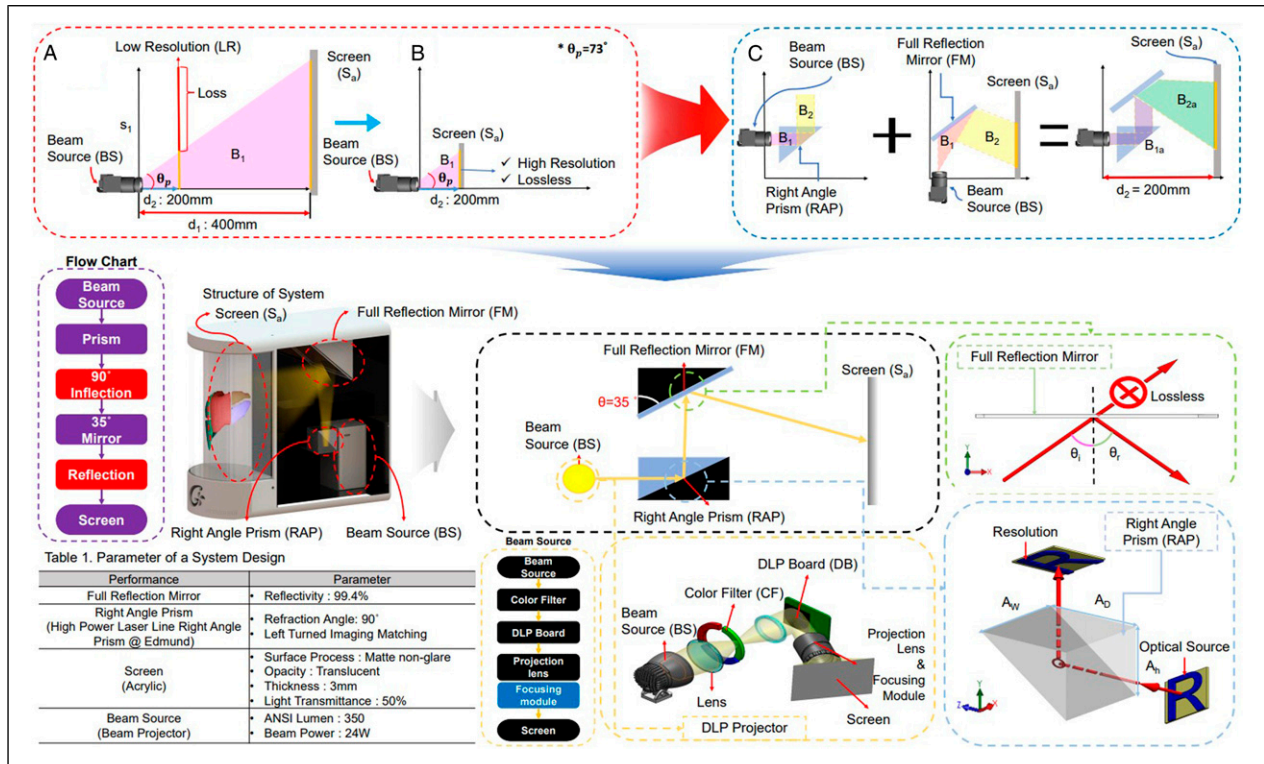 A
Low Resolution (LR)
Screen
(Sa)
Loss
s1
Beam
Source (BS)
B1
θp
d2 : 200mm
d1 : 400mm
B
* θp=73°
Screen (Sa)
Beam
Source (BS)
B1
θp
✓ High Resolution
✓ Lossless
d2 : 200mm
C
Beam
Source (BS)
Full Reflection
Mirror (FM)
Screen (Sa)
Screen (Sa)
B2
B1
Right Angle
Prism (RAP)
+
B1
B2
Beam
Source (BS)
=
B2a
B1a
d2 = 200mm
Flow Chart
Beam
Source
Prism
90°
Inflection
35°
Mirror
Reflection
Screen
Structure of System
Screen (Sa)
Full Reflection Mirror (FM)
Right Angle Prism (RAP)
Beam Source (BS)
Full Reflection Mirror (FM)
Screen (Sa)
θ=35°
Beam
Source (BS)
Right Angle Prism (RAP)
Full Reflection Mirror
Lossless
θi
θr
Y
X
Table 1. Parameter of a System Design
Performance Parameter
Full Reflection Mirror • Reflectivity : 99.4%
Right Angle Prism
(High Power Laser Line Right Angle
Prism @ Edmund)
• Refraction Angle: 90°
• Left Turned Imaging Matching
Screen
(Acrylic)
• Surface Process : Matte non-glare
• Opacity : Translucent
• Thickness : 3mm
• Light Transmittance : 50%
Beam Source
(Beam Projector)
• ANSI Lumen : 350
• Beam Power : 24W
Beam Source
Beam
Source
Color Filter
DLP Board
Projection
lens
Focusing
module
Screen
DLP Board (DB)
Color Filter (CF)
Beam
Source (BS)
Projection
Lens
&
Focusing
Module
Lens
Screen
DLP Projector
Resolution
Right Angle
Prism (RAP)
R
AW
AD
Optical Source
Ah
R
Y
Z
X